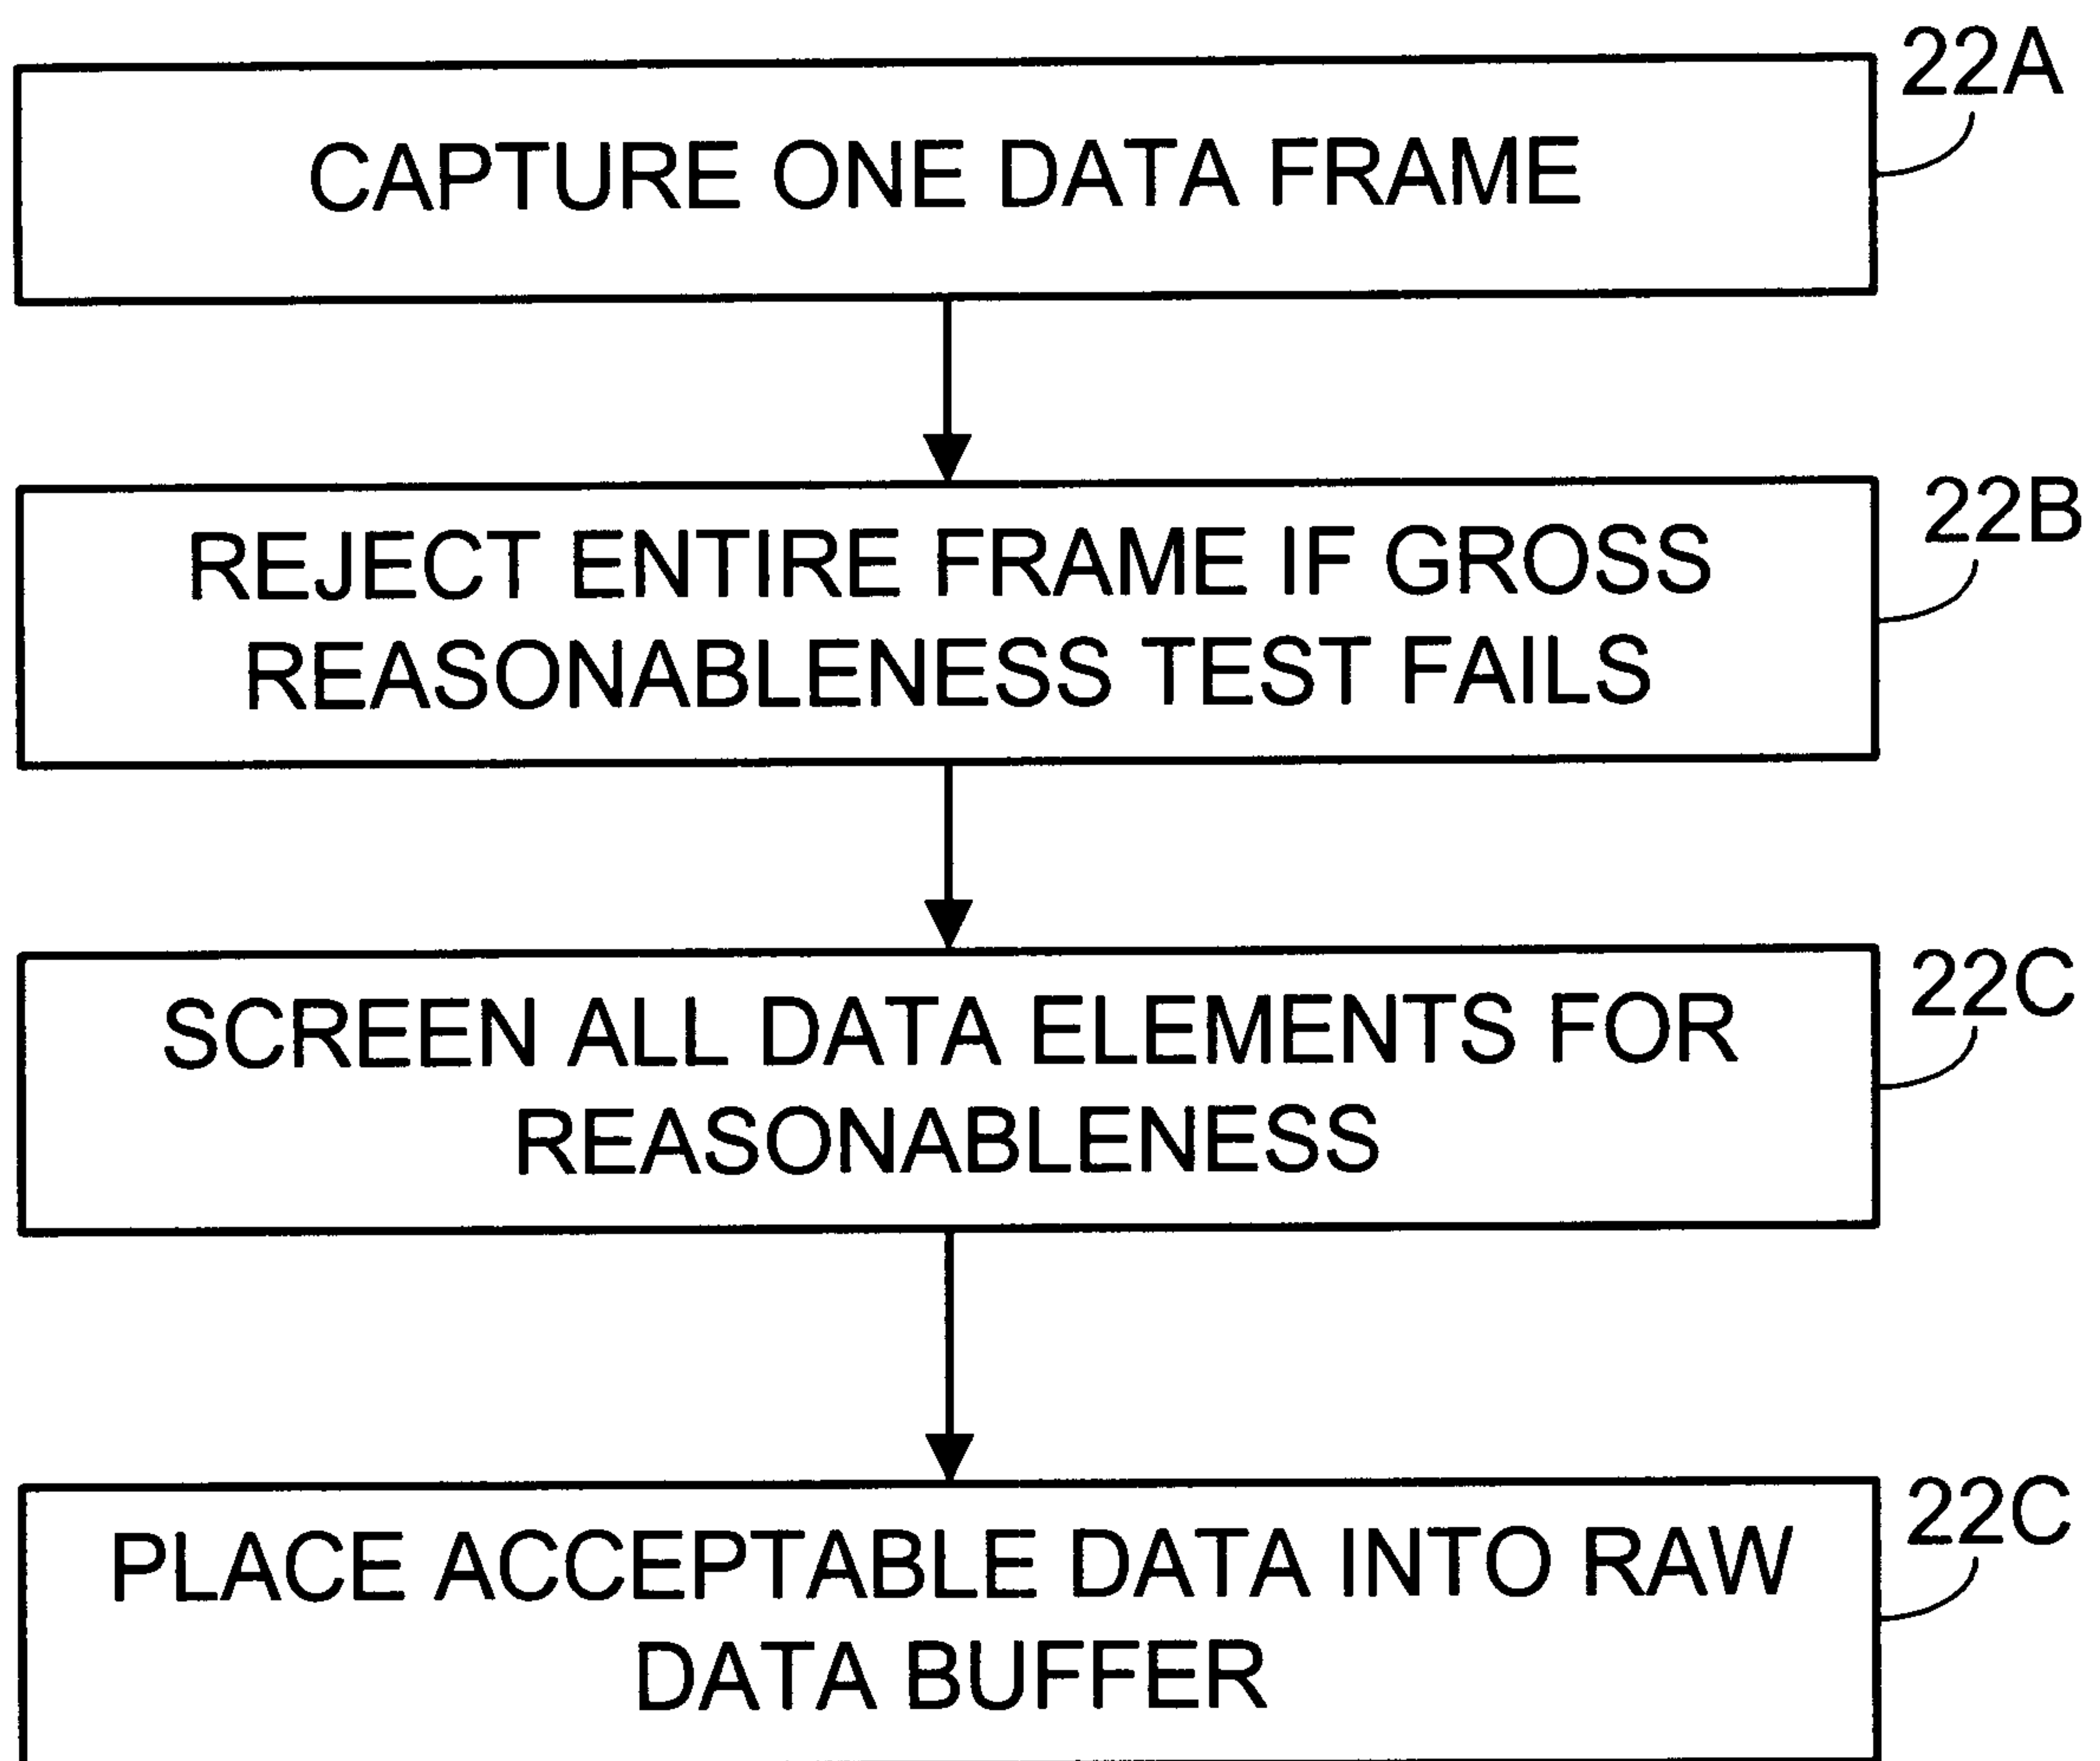 22A
CAPTURE ONE DATA FRAME
22B
REJECT ENTIRE FRAME IF GROSS
REASONABLENESS TEST FAILS
22C
SCREEN ALL DATA ELEMENTS FOR
REASONABLENESS
22C
PLACE ACCEPTABLE DATA INTO RAW
DATA BUFFER